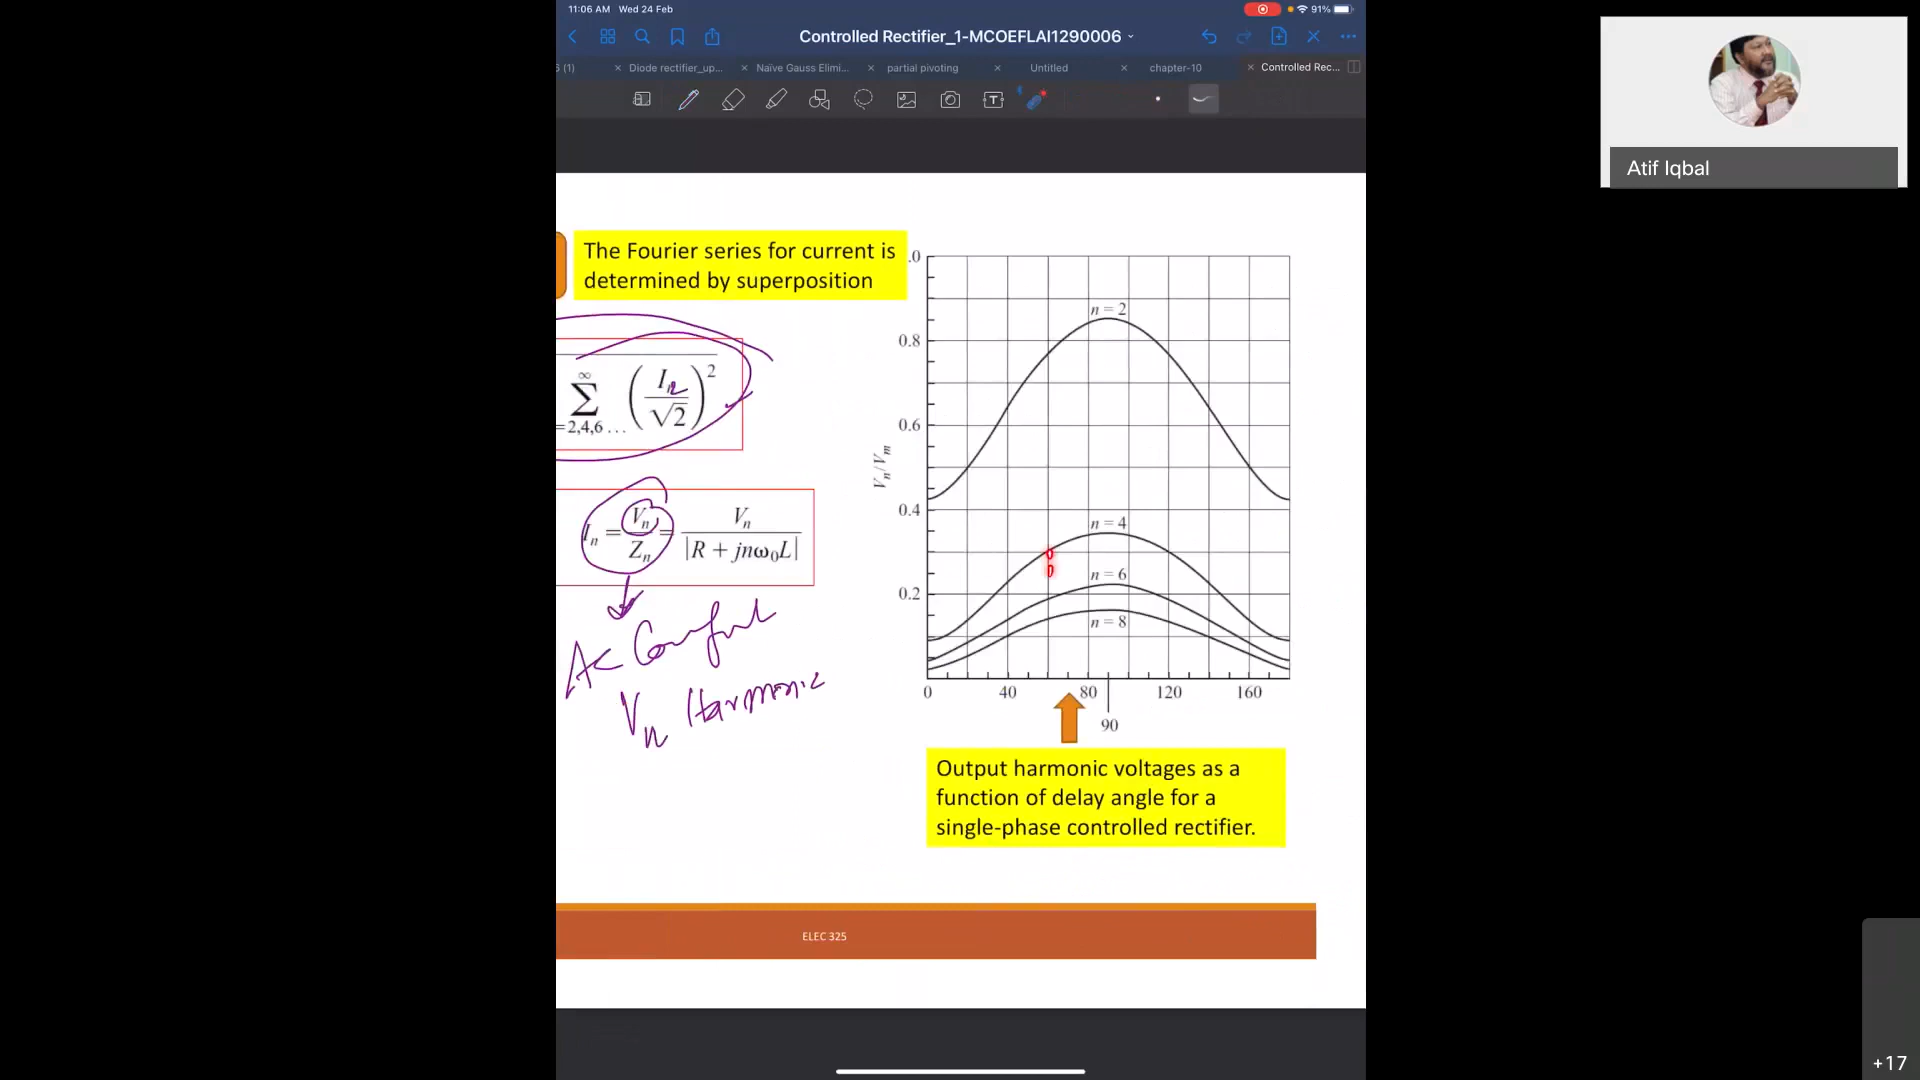 11:06 AM Wed 24 Feb
91%
Controlled Rectifier_1-MCOEFLAI1290006
(1)
Diode rectifier_up...
Naïve Gauss Elimi...
partial pivoting
Untitled
chapter-10
Controlled Rec...
Atif Iqbal
The Fourier series for current is
determined by superposition
∞ ∑ =2,4,6 ... (Iₙ/√2)²
Iₙ = Vₙ/Zₙ = Vₙ/|R + jnω₀L|
Ac
Vn Harmonic
.0
0.8
0.6
0.4
0.2
Vₙ/Vₘ
n = 2
n = 4
n = 6
n = 8
0 40 80 120 160
90
Output harmonic voltages as a
function of delay angle for a
single-phase controlled rectifier.
ELEC 325
+17